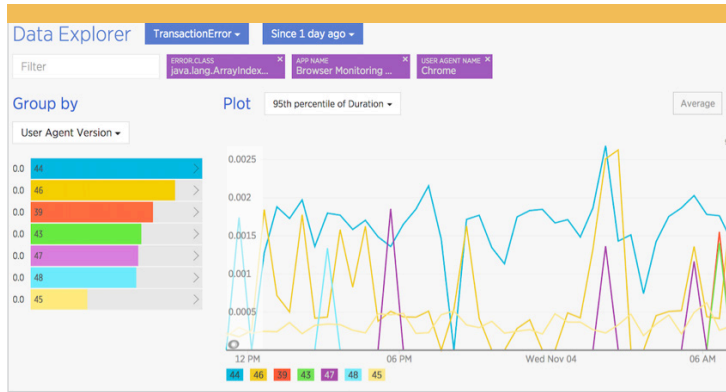 Data Explorer
TransactionError
Since 1 day ago
Filter
ERROR.CLASS
java.lang.ArrayIndex...
APP NAME
Browser Monitoring ...
USER AGENT NAME
Chrome
Group by
User Agent Version
0.0 44
0.0 46
0.0 39
0.0 43
0.0 47
0.0 48
0.0 45
Plot
95th percentile of Duration
Average
0.0025
0.002
0.0015
0.001
0.0005
12 PM 06 PM Wed Nov 04 06 AM
44 46 39 43 47 48 45